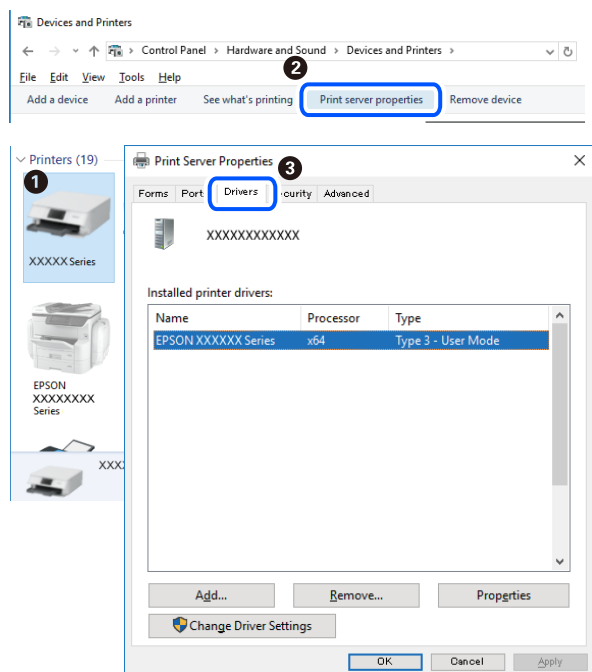 Devices and Printers
Control Panel > Hardware and Sound > Devices and Printers >
2
File Edit View Tools Help
Add a device Add a printer See what's printing Print server properties Remove device
Printers (19)
1
XXXXX Series
EPSON
XXXXXXXX
Series
XXX
Print Server Properties
3
Forms Port Drivers curity Advanced
XXXXXXXXXXXX
Installed printer drivers:
Name Processor Type
EPSON XXXXXX Series x64 Type 3 - User Mode
Add... Remove... Properties
Change Driver Settings
OK Cancel Apply